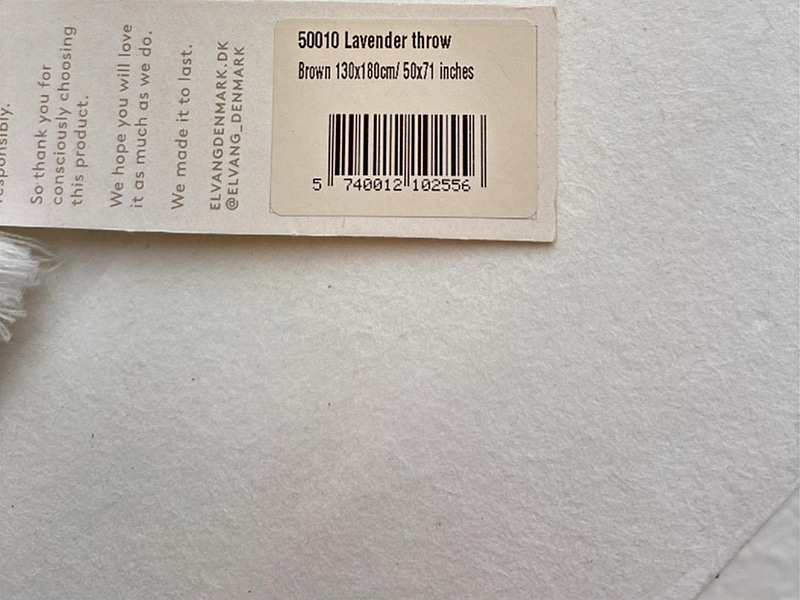 So thank you for
consciously choosing
this product.
We hope you will love
it as much as we do.
We made it to last.
ELVANGDENMARK.DK
@ELVANG_DENMARK
50010 Lavender throw
Brown 130x180cm/ 50x71 inches
5 740012 102556